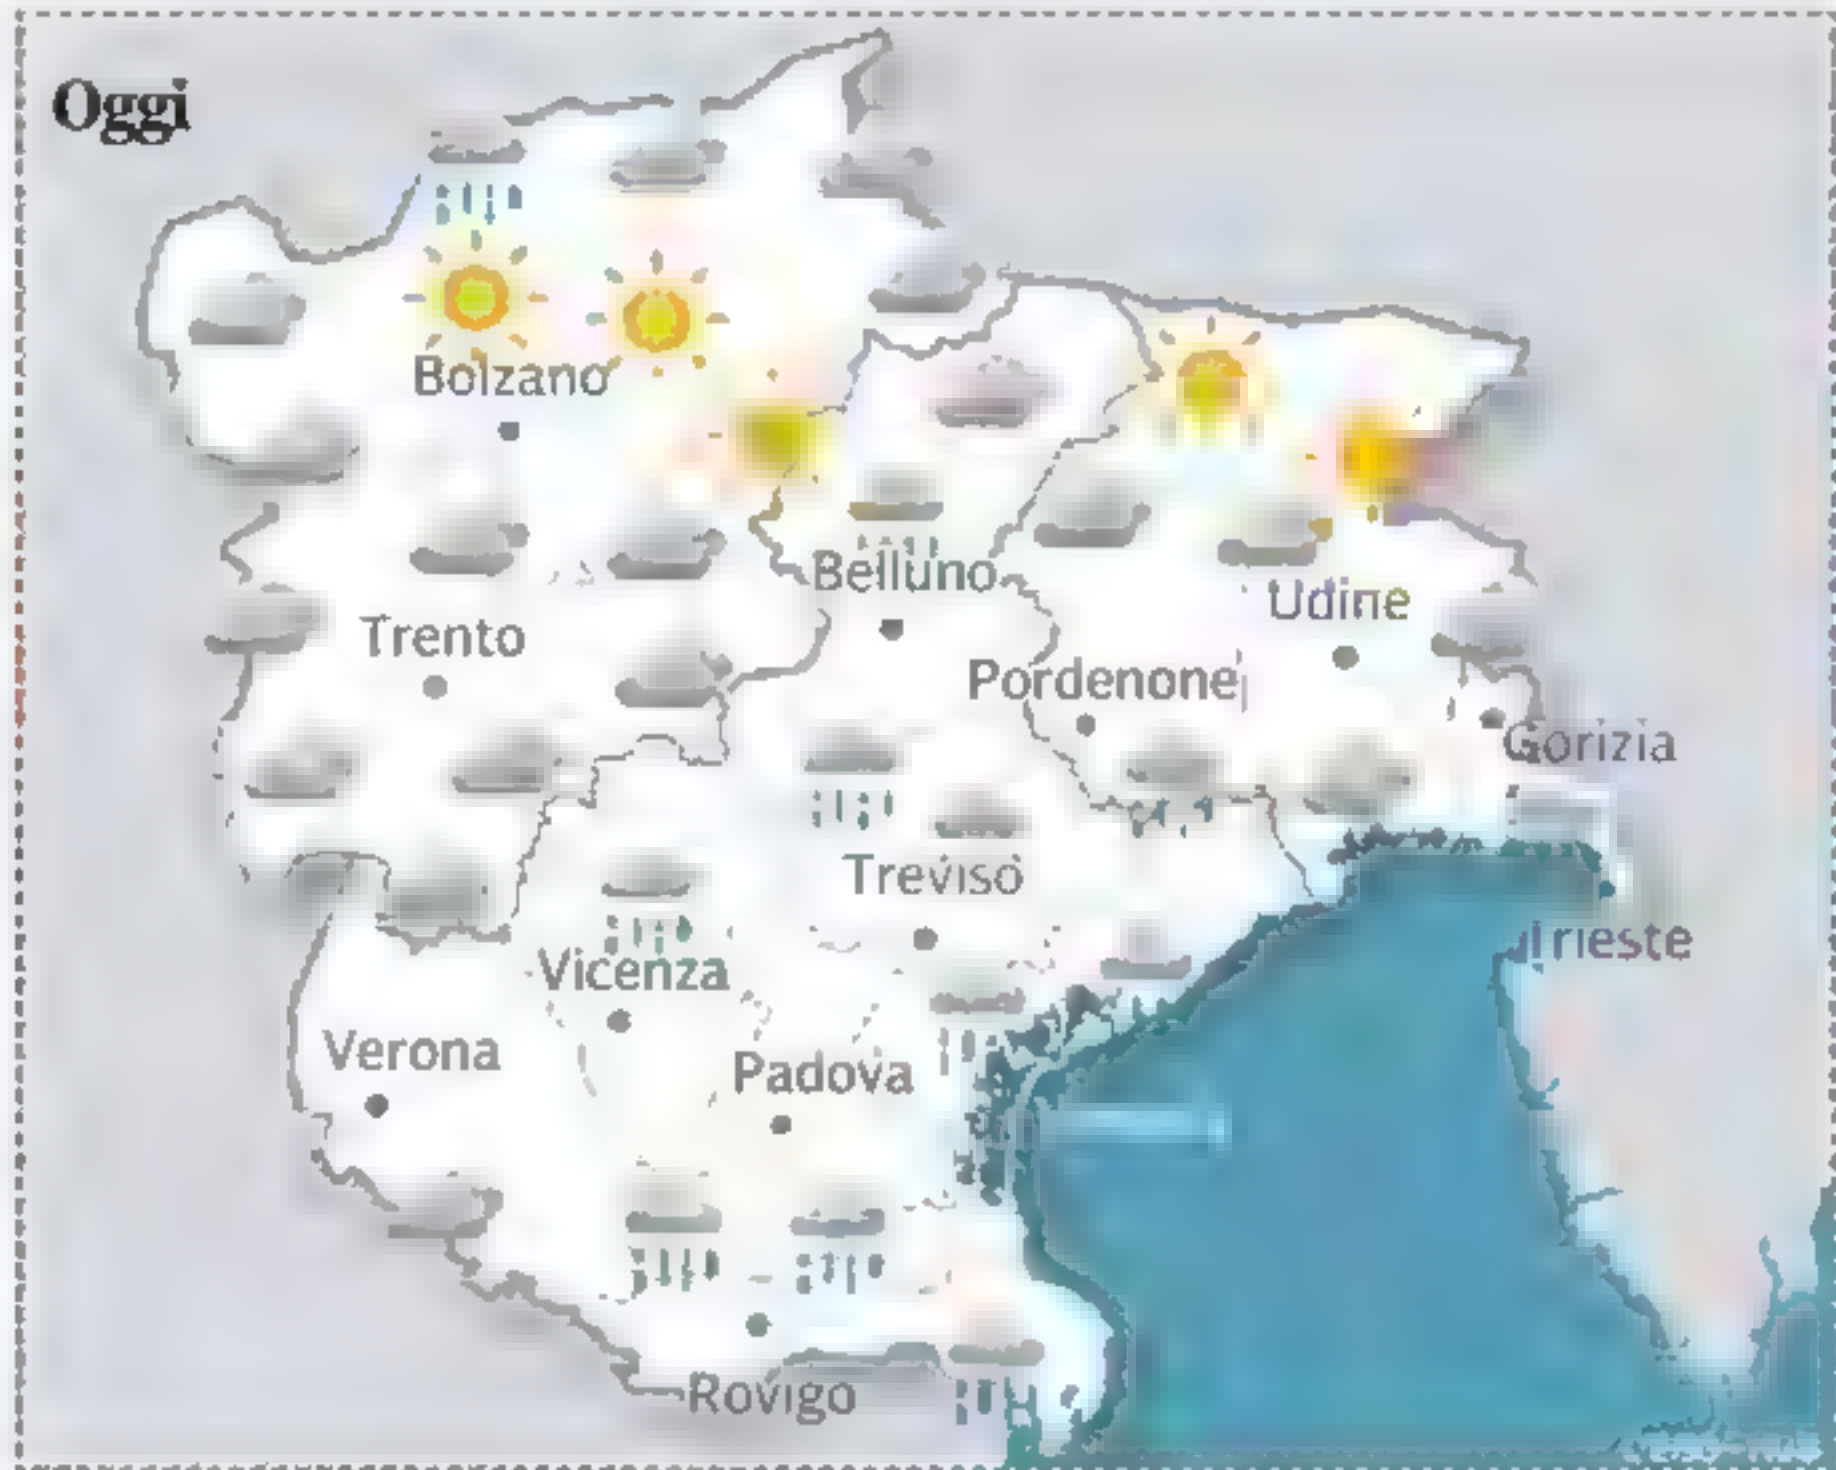 Oggi
Bolzano
Belluno
Udine
Trento
Pordenone
Gorizia
Treviso
Trieste
Vicenza
Verona
Padova
Rovigo